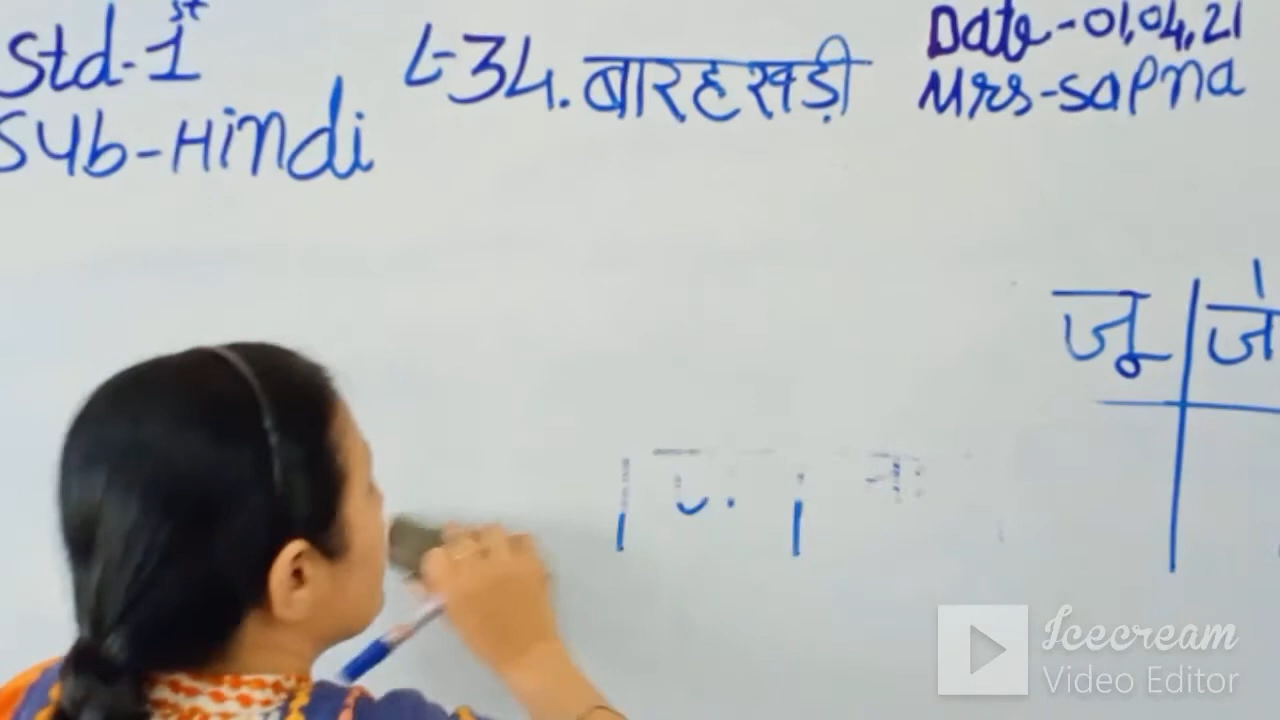 Std-1st
Sub-Hindi
L-34. बारहखड़ी
Date-01,04,21
Mrs-Sapna
जू | जे
Icecream
Video Editor